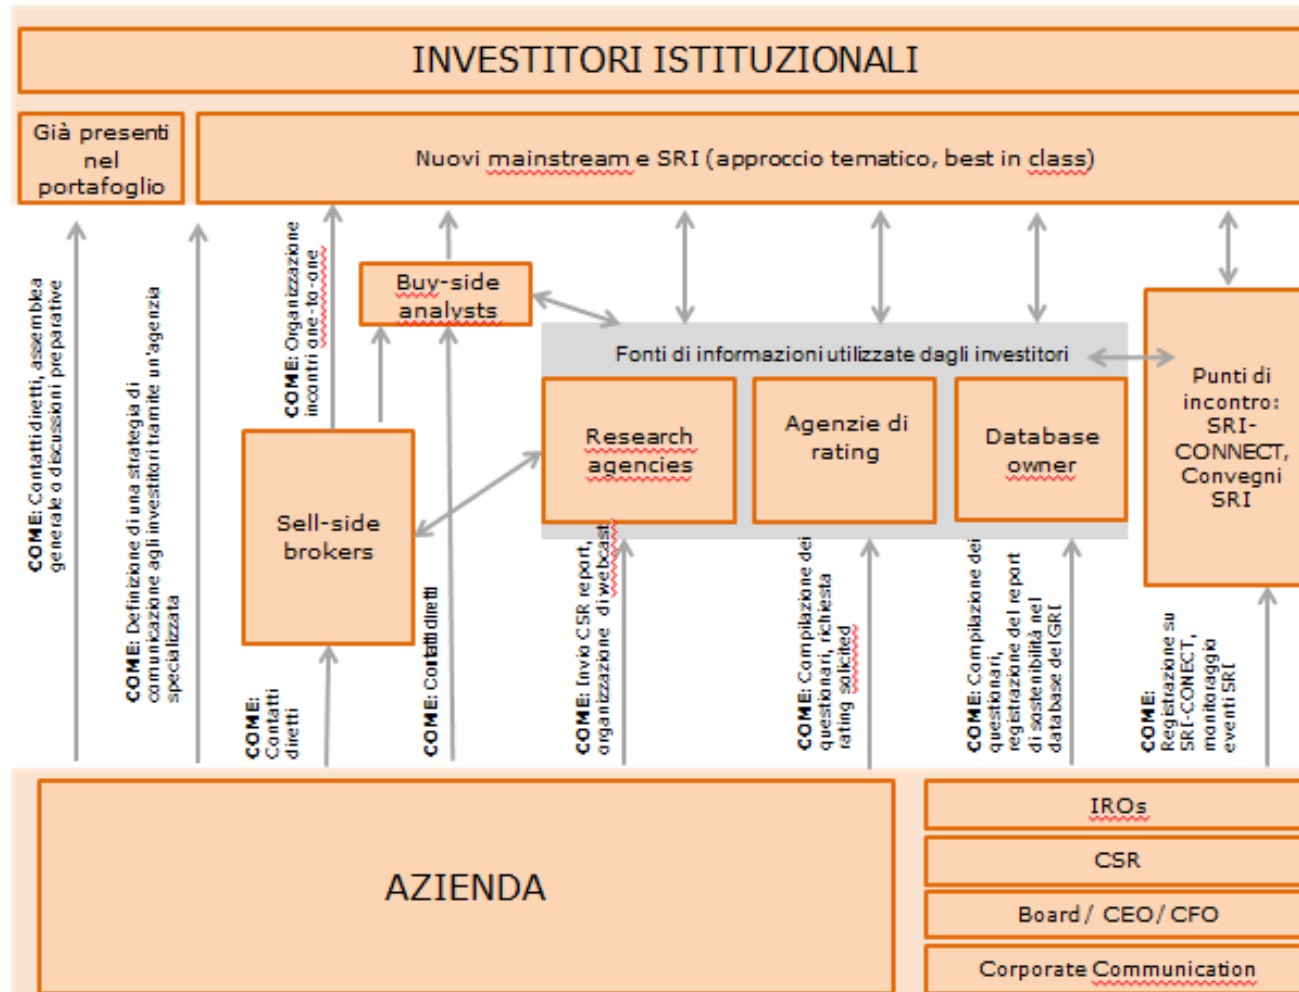 INVESTITORI ISTITUZIONALI
Già presenti
nel
portafoglio
Nuovi mainstream e SRI (approccio tematico, best in class)
COME: Contatti diretti, assemblea
generale o discussioni preparative
COME: Definizione di una strategia di
comunicazione agli investitori tramite un'agenzia
specializzata
COME: Organizzazione
incontri one-to-one
Buy-side
analysts
Fonti di informazioni utilizzate dagli investitori
Research
agencies
Agenzie di
rating
Database
owner
Punti di
incontro:
SRI-
CONNECT,
Convegni
SRI
Sell-side
brokers
COME:
Contatti
diretti
COME: Contatti diretti
COME: Invio CSR report,
organizzazione di webcast
COME: Compilazione dei
questionari, richiesta
rating solicited
COME: Compilazione dei
questionari,
registrazione del report
di sostenibilità nel
database del GRI
COME:
Registrazione su
SRI-CONECT,
monitoraggio
eventi SRI
AZIENDA
IROs
CSR
Board / CEO/ CFO
Corporate Communication